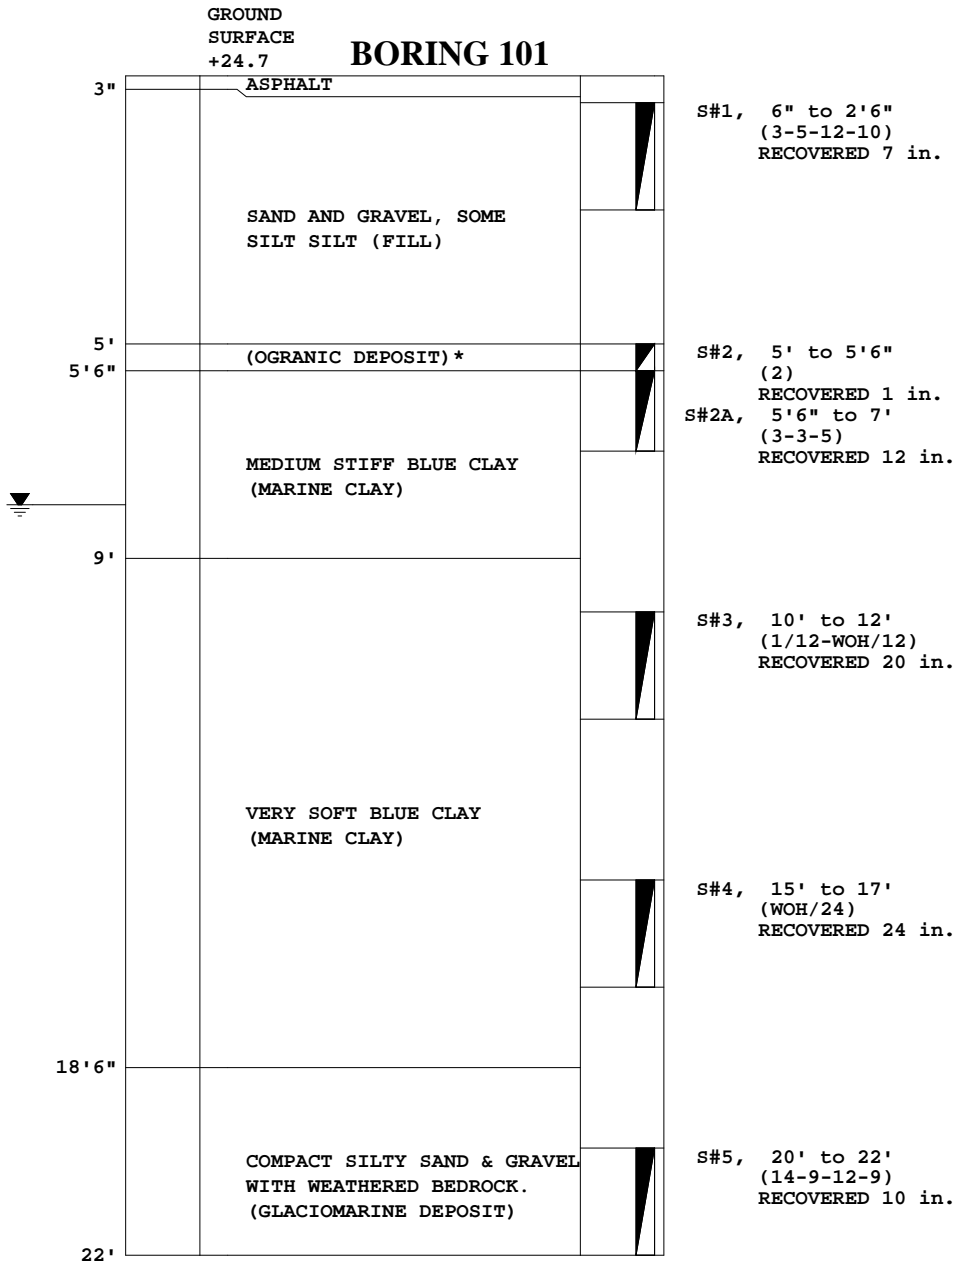 GROUND
SURFACE
+24.7
BORING 101
3"
ASPHALT
S#1, 6" to 2'6"
(3-5-12-10)
RECOVERED 7 in.
SAND AND GRAVEL, SOME
SILT SILT (FILL)
5'
(OGRANIC DEPOSIT)*
5'6"
S#2, 5' to 5'6"
(2)
RECOVERED 1 in.
S#2A, 5'6" to 7'
(3-3-5)
RECOVERED 12 in.
MEDIUM STIFF BLUE CLAY
(MARINE CLAY)
9'
S#3, 10' to 12'
(1/12-WOH/12)
RECOVERED 20 in.
VERY SOFT BLUE CLAY
(MARINE CLAY)
S#4, 15' to 17'
(WOH/24)
RECOVERED 24 in.
18'6"
COMPACT SILTY SAND & GRAVEL
WITH WEATHERED BEDROCK.
(GLACIOMARINE DEPOSIT)
S#5, 20' to 22'
(14-9-12-9)
RECOVERED 10 in.
22'